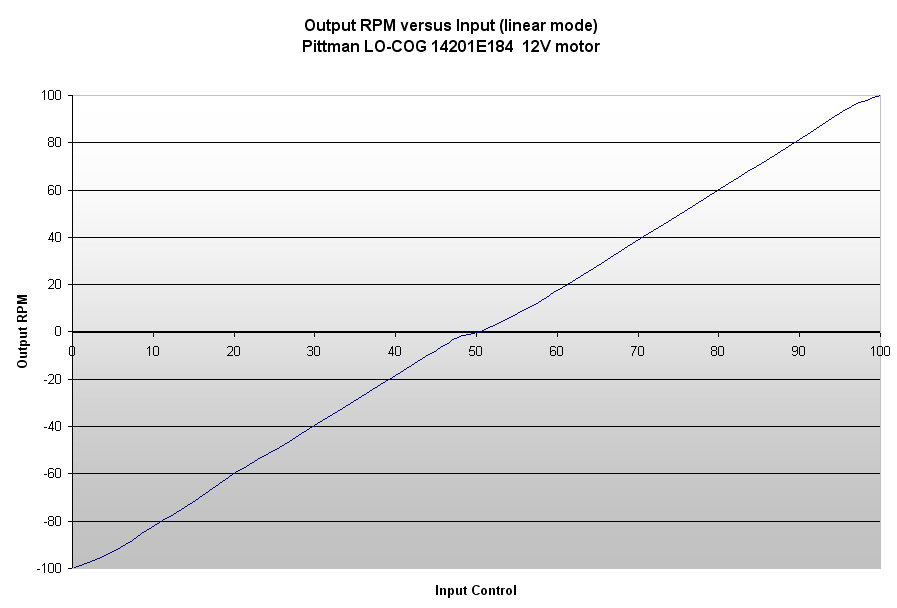 Output RPM versus Input (linear mode)
Pittman LO-COG 14201E184  12V motor
100
80
60
40
20
0
-20
-40
-60
-80
-100
Output RPM
0 10 20 30 40 50 60 70 80 90 100
Input Control